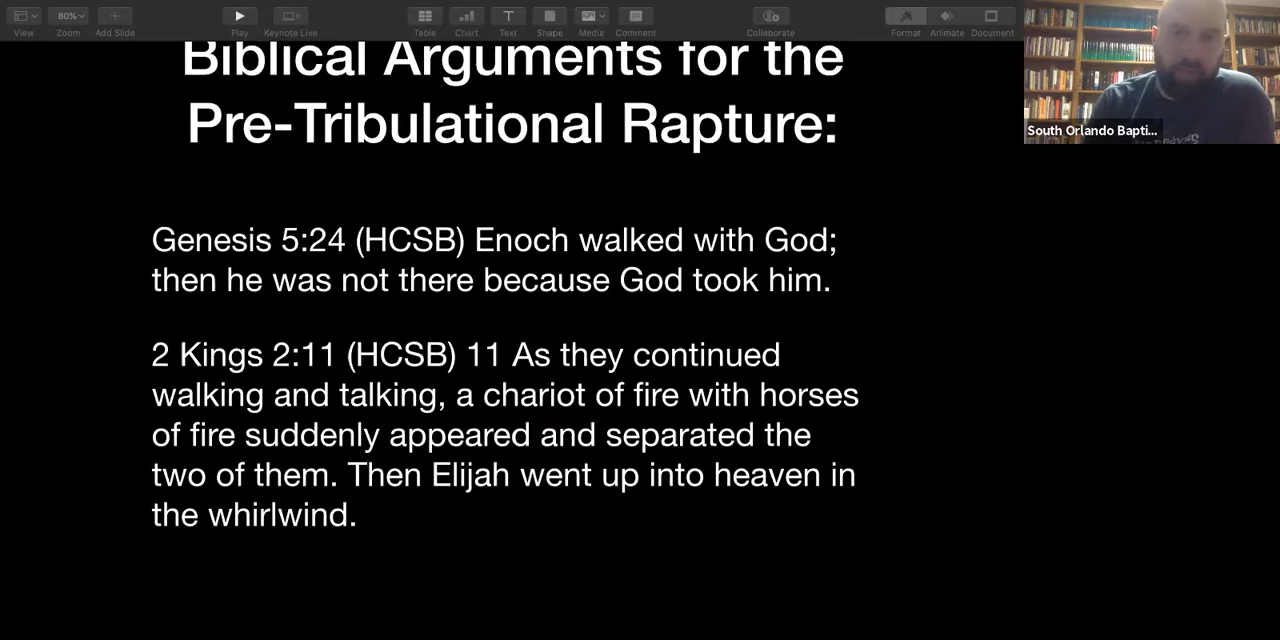 View
80%
Zoom
Add Slide
Play
Keynote Live
Table
Chart
Text
Shape
Media
Comment
Collaborate
Format
Animate
Document
South Orlando Bapti...
Biblical Arguments for the
Pre-Tribulational Rapture:
Genesis 5:24 (HCSB) Enoch walked with God;
then he was not there because God took him.
2 Kings 2:11 (HCSB) 11 As they continued
walking and talking, a chariot of fire with horses
of fire suddenly appeared and separated the
two of them. Then Elijah went up into heaven in
the whirlwind.